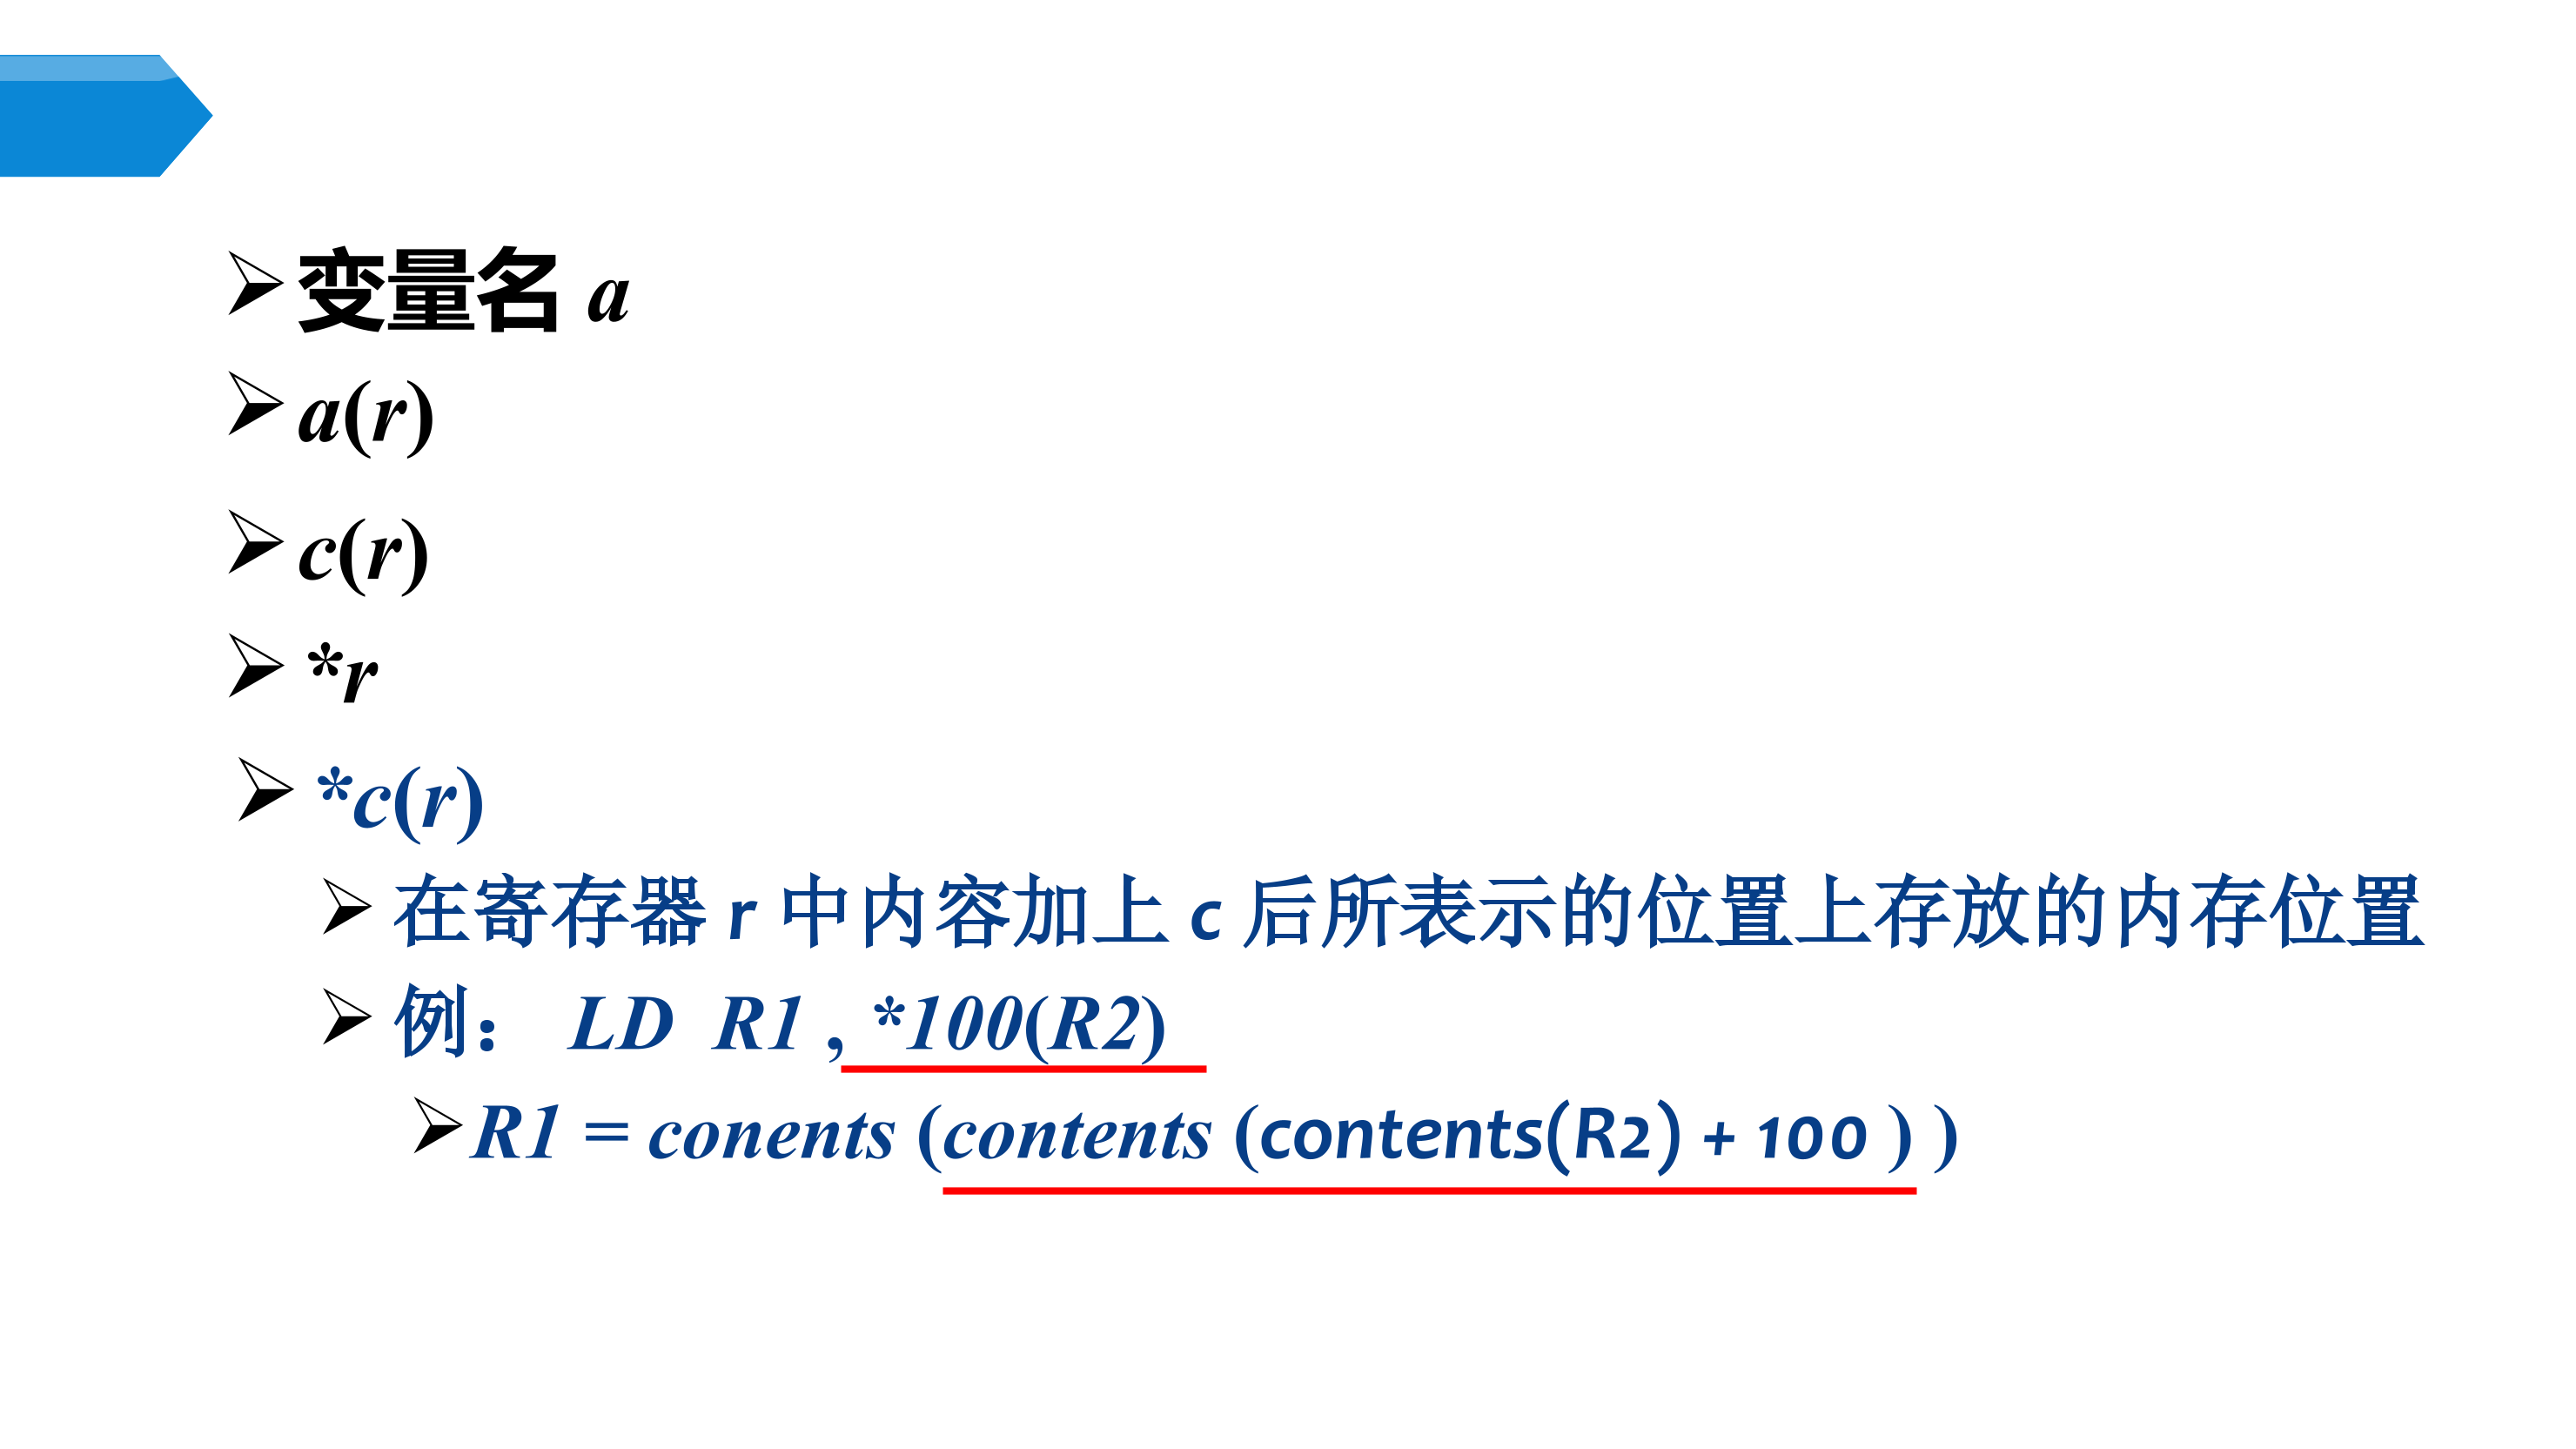 变量名 a
a(r)
c(r)
*r
*c(r)
在寄存器 r 中内容加上 c 后所表示的位置上存放的内存位置
例： LD R1 , *100(R2)
R1 = conents (contents (contents(R2) + 100 ) )